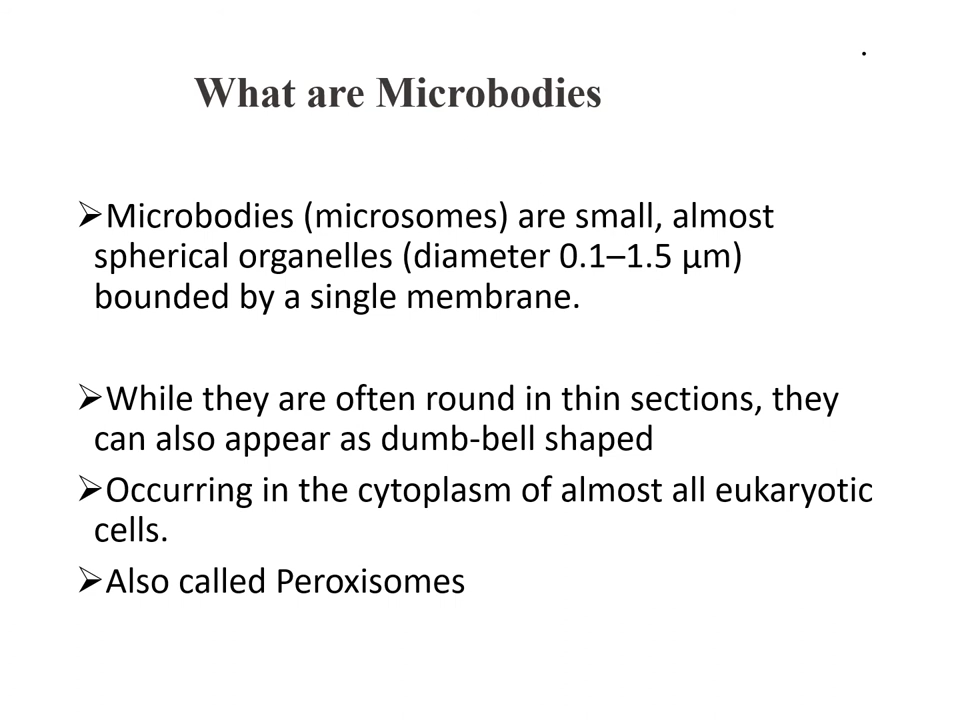 .
What are Microbodies
➢Microbodies (microsomes) are small, almost
spherical organelles (diameter 0.1–1.5 μm)
bounded by a single membrane.
➢While they are often round in thin sections, they
can also appear as dumb-bell shaped
➢Occurring in the cytoplasm of almost all eukaryotic
cells.
➢Also called Peroxisomes